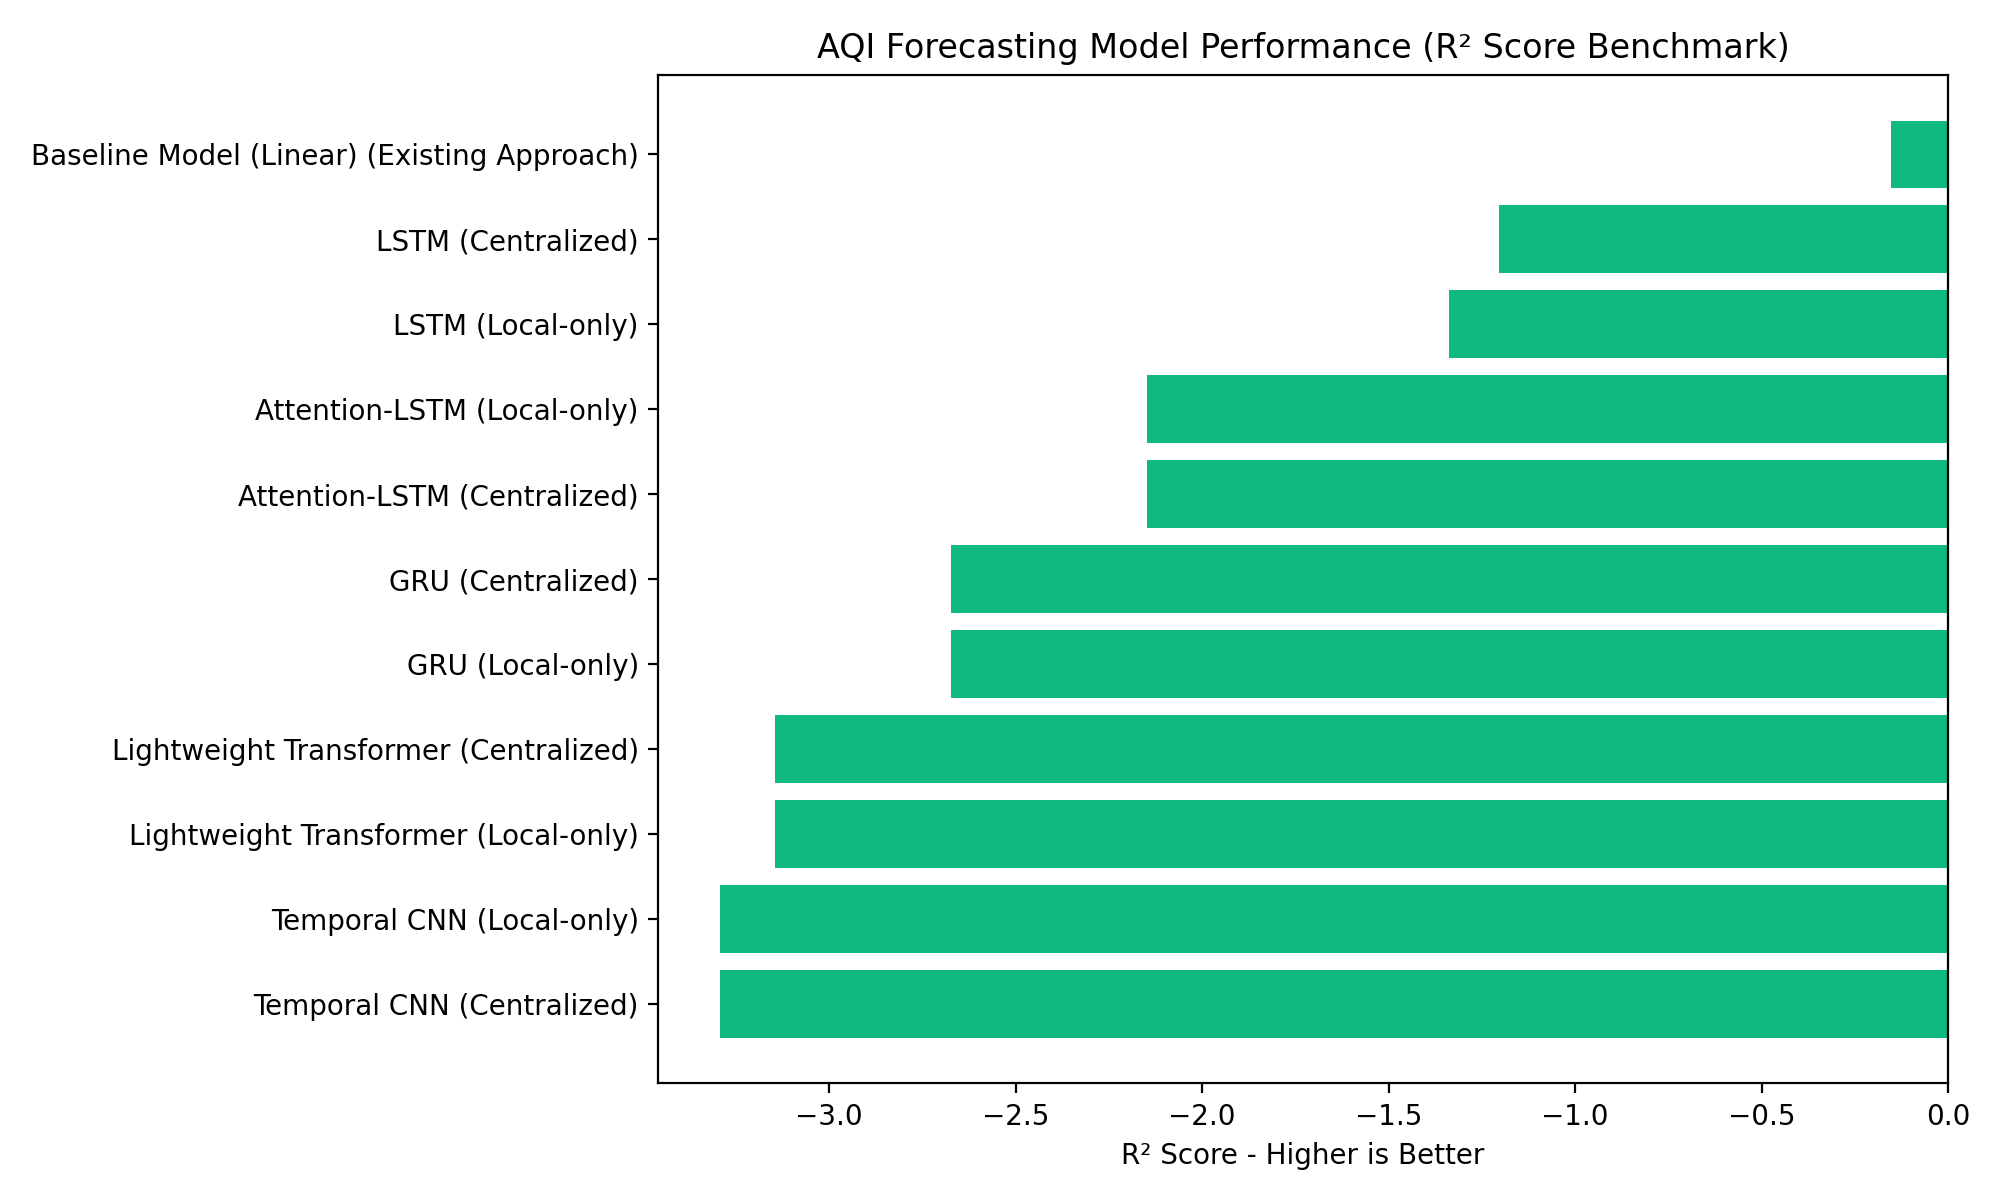 AQI Forecasting Model Performance (R² Score Benchmark)
Baseline Model (Linear) (Existing Approach)
LSTM (Centralized)
LSTM (Local-only)
Attention-LSTM (Local-only)
Attention-LSTM (Centralized)
GRU (Centralized)
GRU (Local-only)
Lightweight Transformer (Centralized)
Lightweight Transformer (Local-only)
Temporal CNN (Local-only)
Temporal CNN (Centralized)
−3.0 −2.5 −2.0 −1.5 −1.0 −0.5 0.0
R² Score - Higher is Better